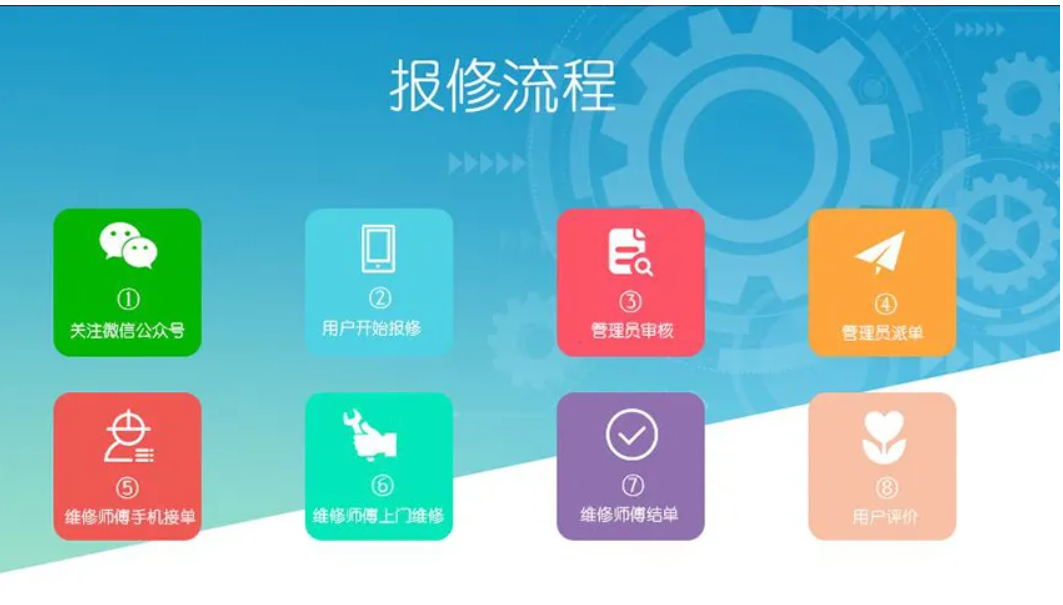 报修流程
①
关注微信公众号
②
用户开始报修
③
管理员审核
④
管理员派单
⑤
维修师傅手机接单
⑥
维修师傅上门维修
⑦
维修师傅结单
⑧
用户评价